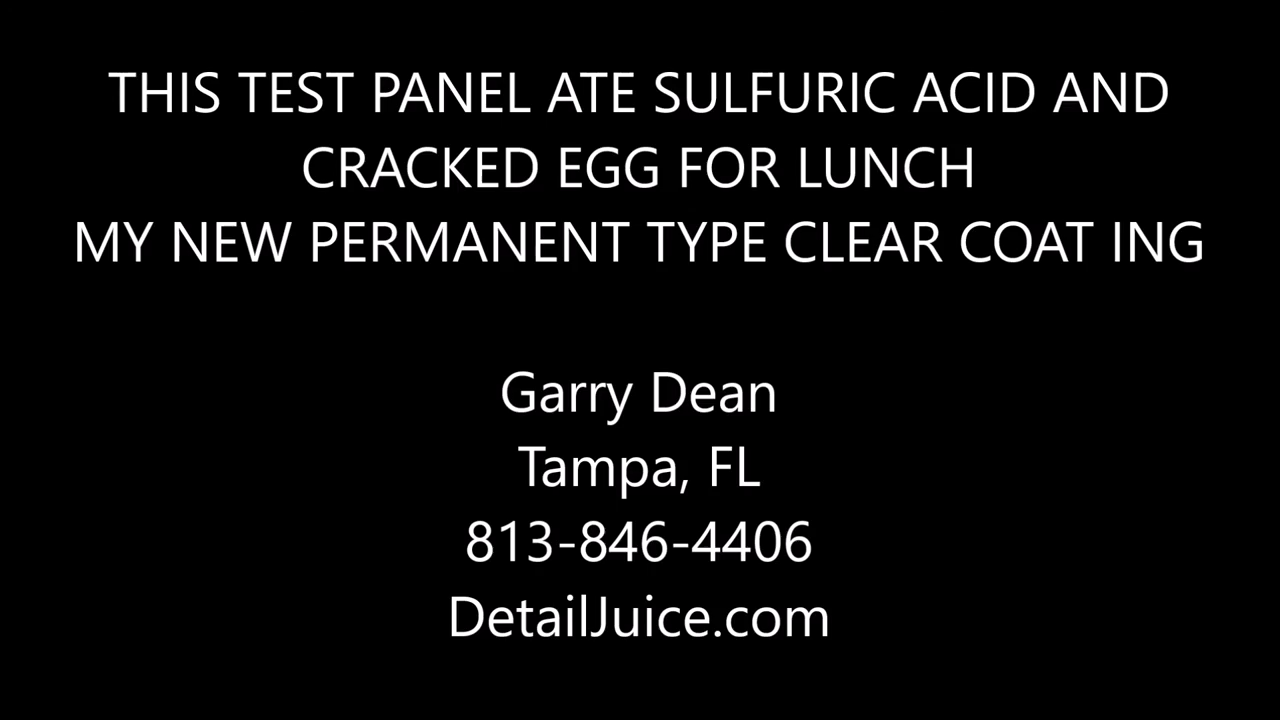 THIS TEST PANEL ATE SULFURIC ACID AND
CRACKED EGG FOR LUNCH
MY NEW PERMANENT TYPE CLEAR COAT ING
Garry Dean
Tampa, FL
813-846-4406
DetailJuice.com